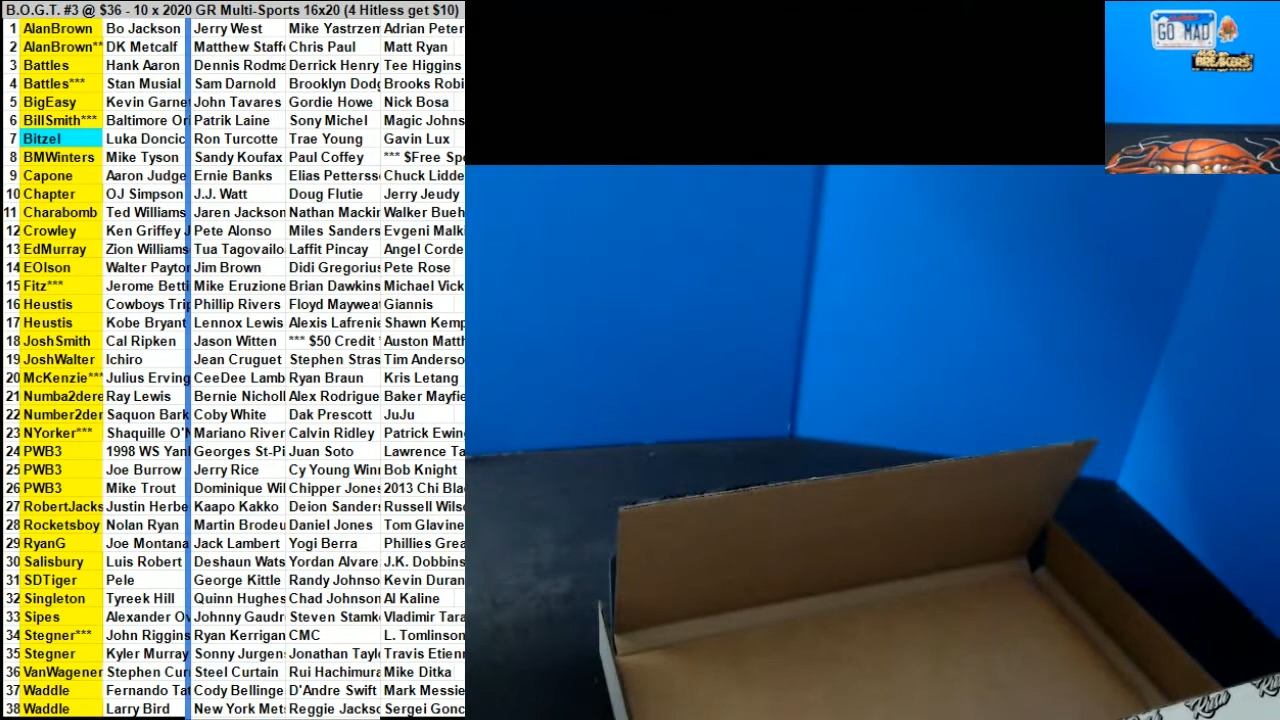 B.O.G.T. #3 @ $36 - 10 x 2020 GR Multi-Sports 16x20 (4 Hitless get $10)
1 AlanBrown Bo Jackson Jerry West Mike Yastrzem Adrian Peter
2 AlanBrown** DK Metcalf Matthew Staff Chris Paul Matt Ryan
3 Battles Hank Aaron Dennis Rodma Derrick Henry Tee Higgins
4 Battles*** Stan Musial Sam Darnold Brooklyn Dodg Brooks Robi
5 BigEasy Kevin Garne John Tavares Gordie Howe Nick Bosa
6 BillSmith*** Baltimore Ori Patrik Laine Sony Michel Magic Johns
7 Bitzel Luka Doncic Ron Turcotte Trae Young Gavin Lux
8 BMWinters Mike Tyson Sandy Koufax Paul Coffey *** $Free Spo
9 Capone Aaron Judge Ernie Banks Elias Petterss Chuck Lidde
10 Chapter OJ Simpson J.J. Watt Doug Flutie Jerry Jeudy
11 Charabomb Ted Williams Jaren Jackson Nathan Mackin Walker Bueh
12 Crowley Ken Griffey J Pete Alonso Miles Sanders Evgeni Malk
13 EdMurray Zion Williams Tua Tagovailo Laffit Pincay Angel Corde
14 EOlson Walter Payto Jim Brown Didi Gregorius Pete Rose
15 Fitz*** Jerome Betti Mike Eruzione Brian Dawkins Michael Vick
16 Heustis Cowboys Trip Phillip Rivers Floyd Mayweat Giannis
17 Heustis Kobe Bryant Lennox Lewis Alexis Lafrenie Shawn Kemp
18 JoshSmith Cal Ripken Jason Witten *** $50 Credit * Auston Matth
19 JoshWalter Ichiro Jean Cruguet Stephen Stras Tim Anderso
20 McKenzie*** Julius Erving CeeDee Lamb Ryan Braun Kris Letang
21 Numba2dere Ray Lewis Bernie Nicholl Alex Rodrigue Baker Mayfie
22 Number2der Saquon Bark Coby White Dak Prescott JuJu
23 NYorker*** Shaquille O'N Mariano River Calvin Ridley Patrick Ewing
24 PWB3 1998 WS Yank Georges St-Pi Juan Soto Lawrence Ta
25 PWB3 Joe Burrow Jerry Rice Cy Young Winn Bob Knight
26 PWB3 Mike Trout Dominique Wil Chipper Jones 2013 Chi Bla
27 RobertJacks Justin Herbe Kaapo Kakko Deion Sanders Russell Wils
28 Rocketsboy Nolan Ryan Martin Brodeu Daniel Jones Tom Glavine
29 RyanG Joe Montana Jack Lambert Yogi Berra Phillies Grea
30 Salisbury Luis Robert Deshaun Wats Yordan Alvare J.K. Dobbins
31 SDTiger Pele George Kittle Randy Johnso Kevin Duran
32 Singleton Tyreek Hill Quinn Hughes Chad Johnson Al Kaline
33 Sipes Alexander Ov Johnny Gaudr Steven Stamk Vladimir Tara
34 Stegner*** John Riggins Ryan Kerrigan CMC L. Tomlinson
35 Stegner Kyler Murray Sonny Jurgens Jonathan Taylo Travis Etienn
36 VanWagener Stephen Curr Steel Curtain Rui Hachimura Mike Ditka
37 Waddle Fernando Tat Cody Bellinge D'Andre Swift Mark Messie
38 Waddle Larry Bird New York Mets Reggie Jackso Sergei Gonc
GO MAD
MAD
BREAKERS